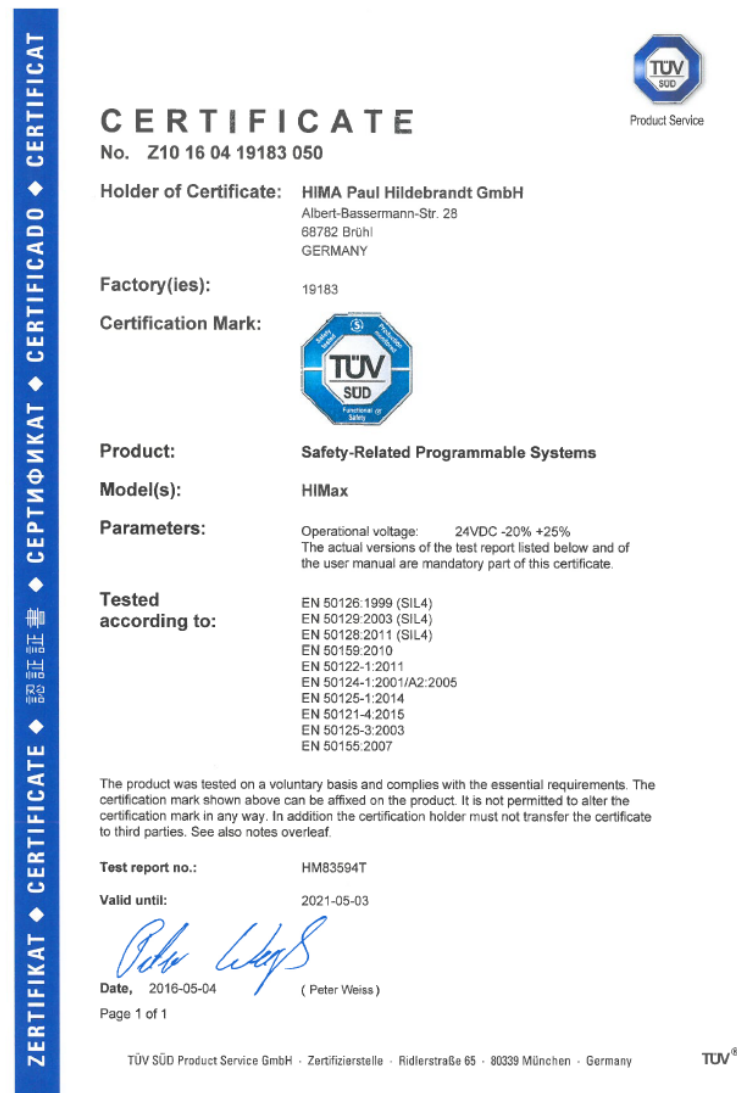 ZERTIFIKAT ◆ CERTIFICATE ◆ 認証証書 ◆ СЕРТИФИКАТ ◆ CERTIFICADO ◆ CERTIFICAT
TÜV
SÜD
Product Service
CERTIFICATE
No. Z10 16 04 19183 050
Holder of Certificate: HIMA Paul Hildebrandt GmbH
Albert-Bassermann-Str. 28
68782 Brühl
GERMANY
Factory(ies): 19183
Certification Mark:
Safety tested
S
Production monitored
TÜV
SÜD
Functional
Safety
Product: Safety-Related Programmable Systems
Model(s): HIMax
Parameters: Operational voltage: 24VDC -20% +25%
The actual versions of the test report listed below and of
the user manual are mandatory part of this certificate.
Tested
according to:
EN 50126:1999 (SIL4)
EN 50129:2003 (SIL4)
EN 50128:2011 (SIL4)
EN 50159:2010
EN 50122-1:2011
EN 50124-1:2001/A2:2005
EN 50125-1:2014
EN 50121-4:2015
EN 50125-3:2003
EN 50155:2007
The product was tested on a voluntary basis and complies with the essential requirements. The
certification mark shown above can be affixed on the product. It is not permitted to alter the
certification mark in any way. In addition the certification holder must not transfer the certificate
to third parties. See also notes overleaf.
Test report no.: HM83594T
Valid until: 2021-05-03
Date, 2016-05-04 ( Peter Weiss )
Page 1 of 1
TÜV SÜD Product Service GmbH · Zertifizierstelle · Ridlerstraße 65 · 80339 München · Germany
TÜV®